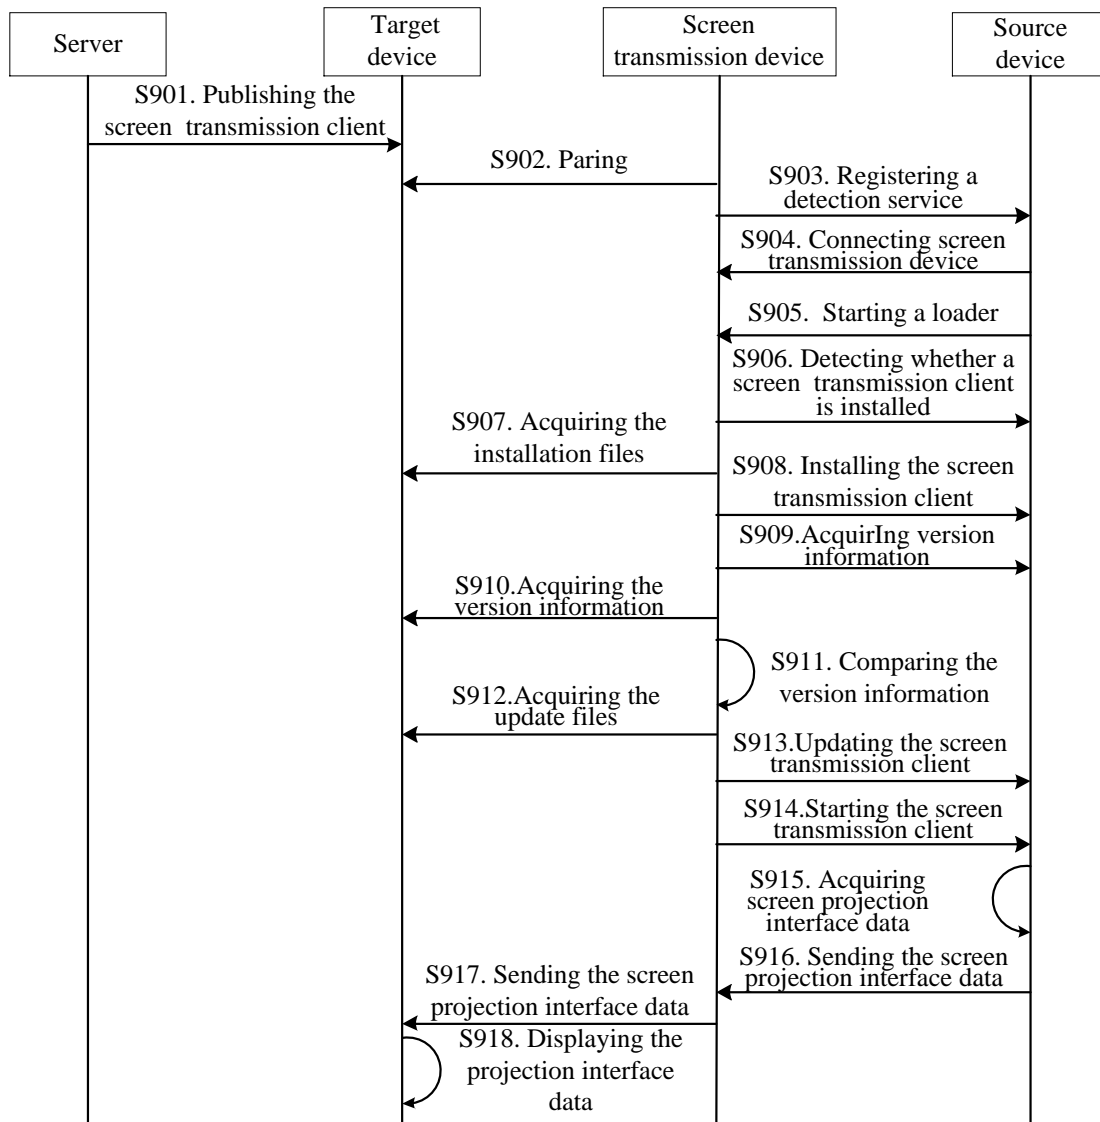 Server
Target
device
Screen
transmission device
Source
device
S901. Publishing the
screen transmission client
S902. Paring
S903. Registering a
detection service
S904. Connecting screen
transmission device
S905. Starting a loader
S906. Detecting whether a
screen transmission client
is installed
S907. Acquiring the
installation files
S908. Installing the screen
transmission client
S909.AcquirIng version
information
S910.Acquiring the
version information
S911. Comparing the
version information
S912.Acquiring the
update files
S913.Updating the screen
transmission client
S914.Starting the screen
transmission client
S915. Acquiring
screen projection
interface data
S916. Sending the screen
projection interface data
S917. Sending the screen
projection interface data
S918. Displaying the
projection interface
data